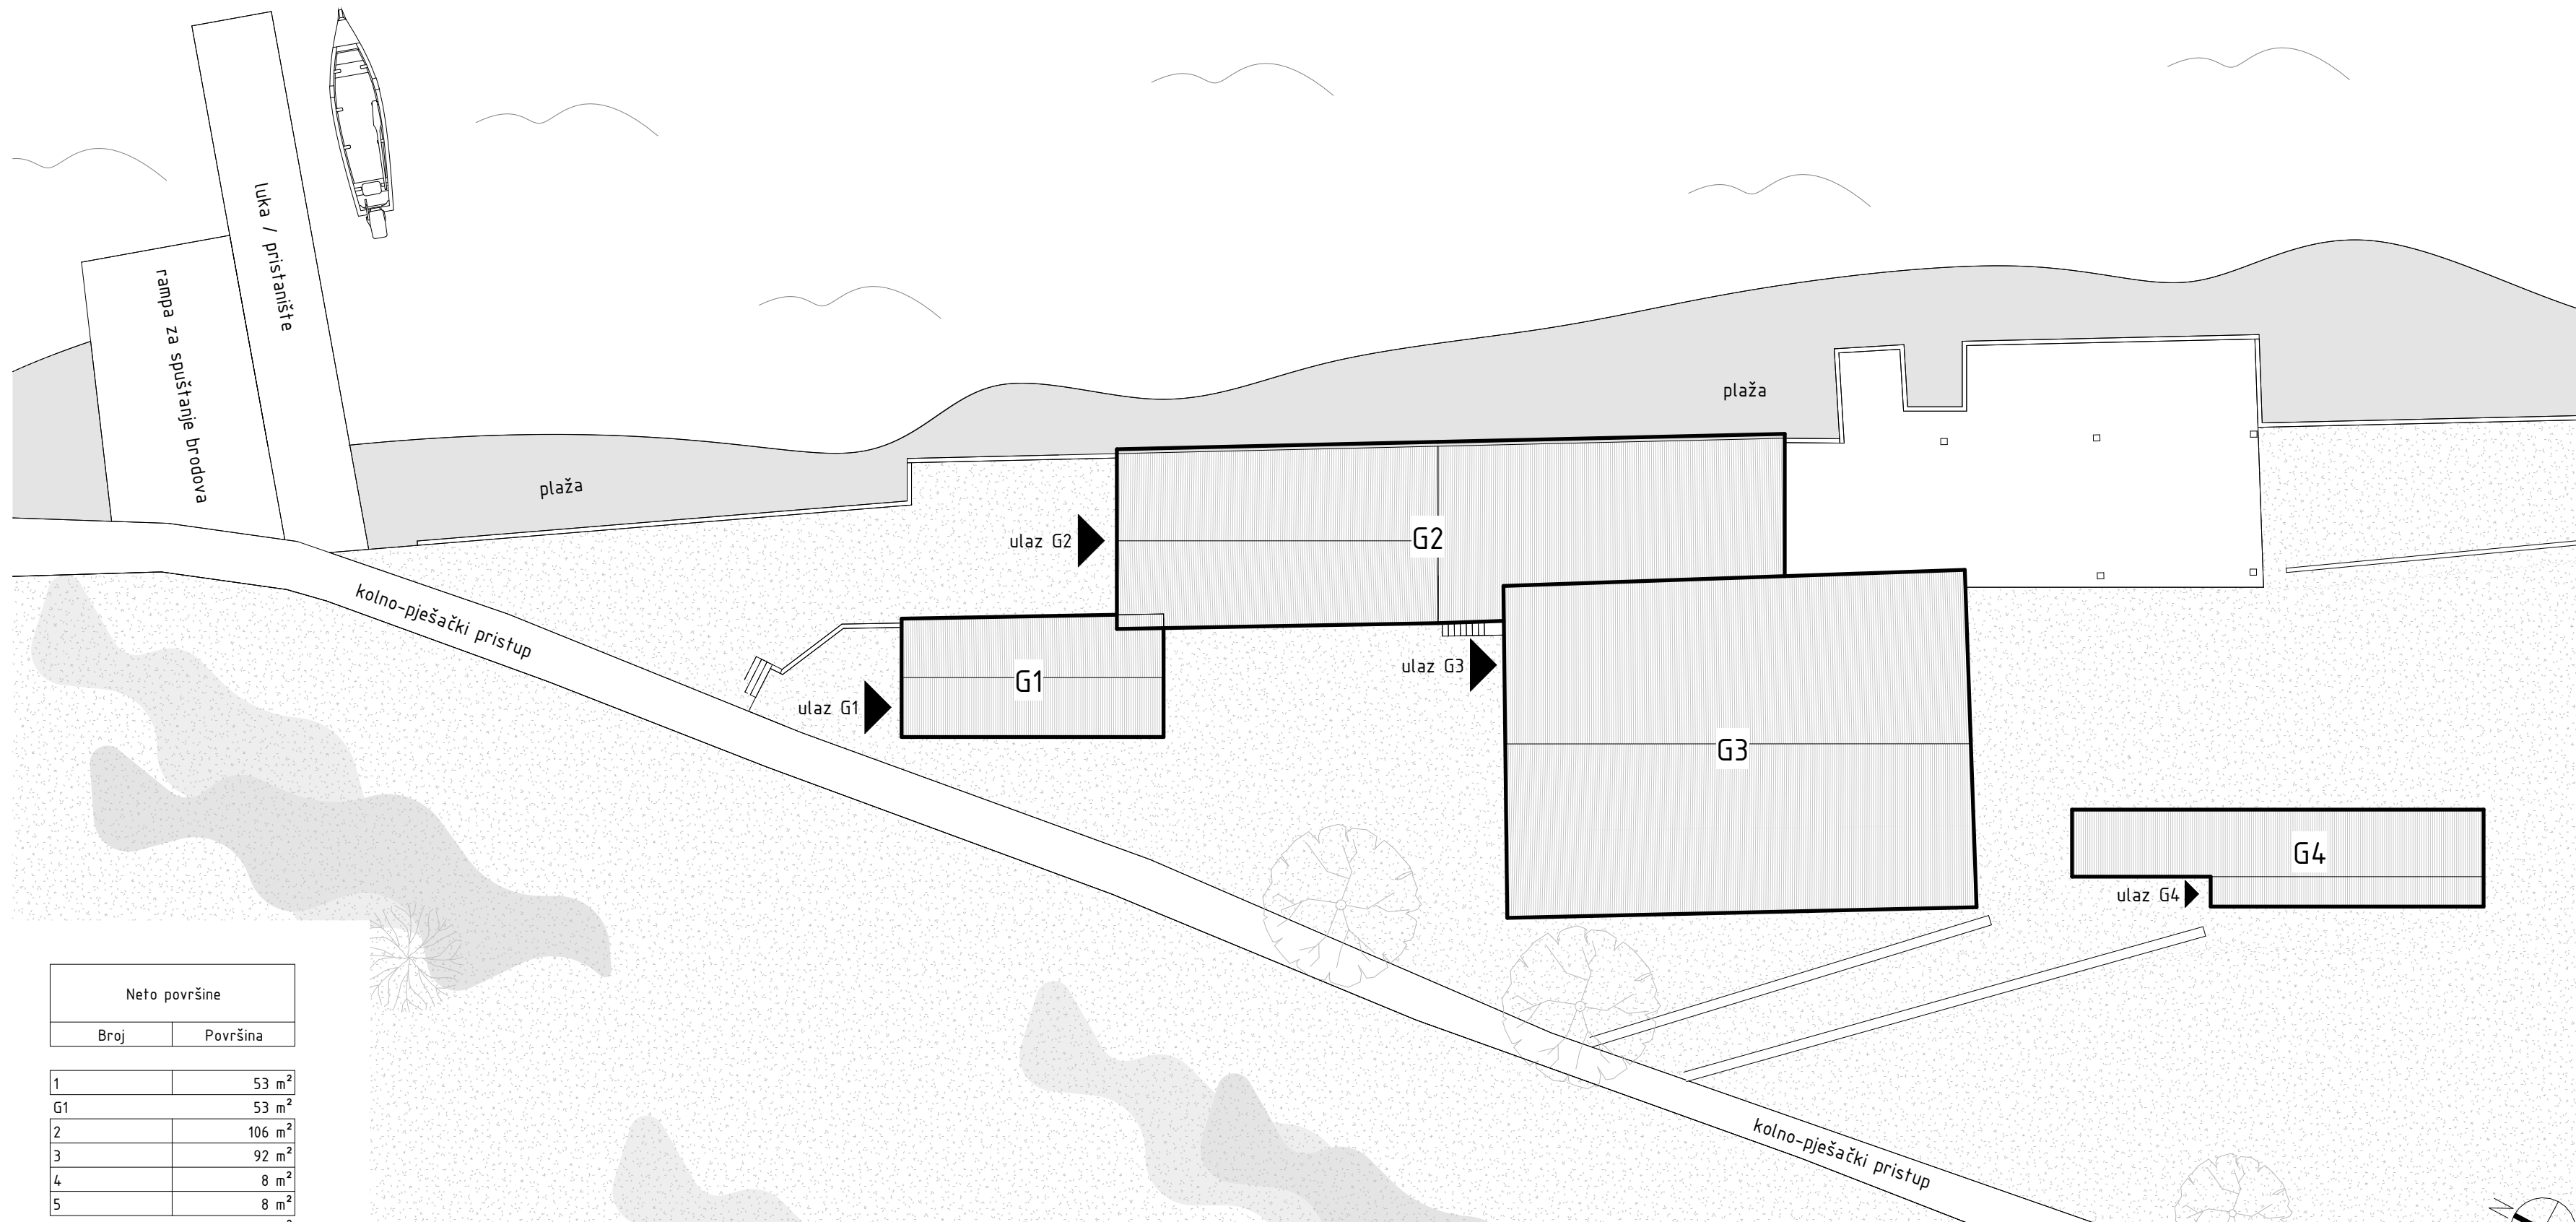 luka / pristanište
rampa za spuštanje brodova
plaža
plaža
ulaz G2
G2
kolno-pješački pristup
ulaz G3
G1
ulaz G1
G3
G4
ulaz G4
Neto površine
Broj Površina
1 53 m²
G1 53 m²
2 106 m²
3 92 m²
4 8 m²
5 8 m²
kolno-pješački pristup